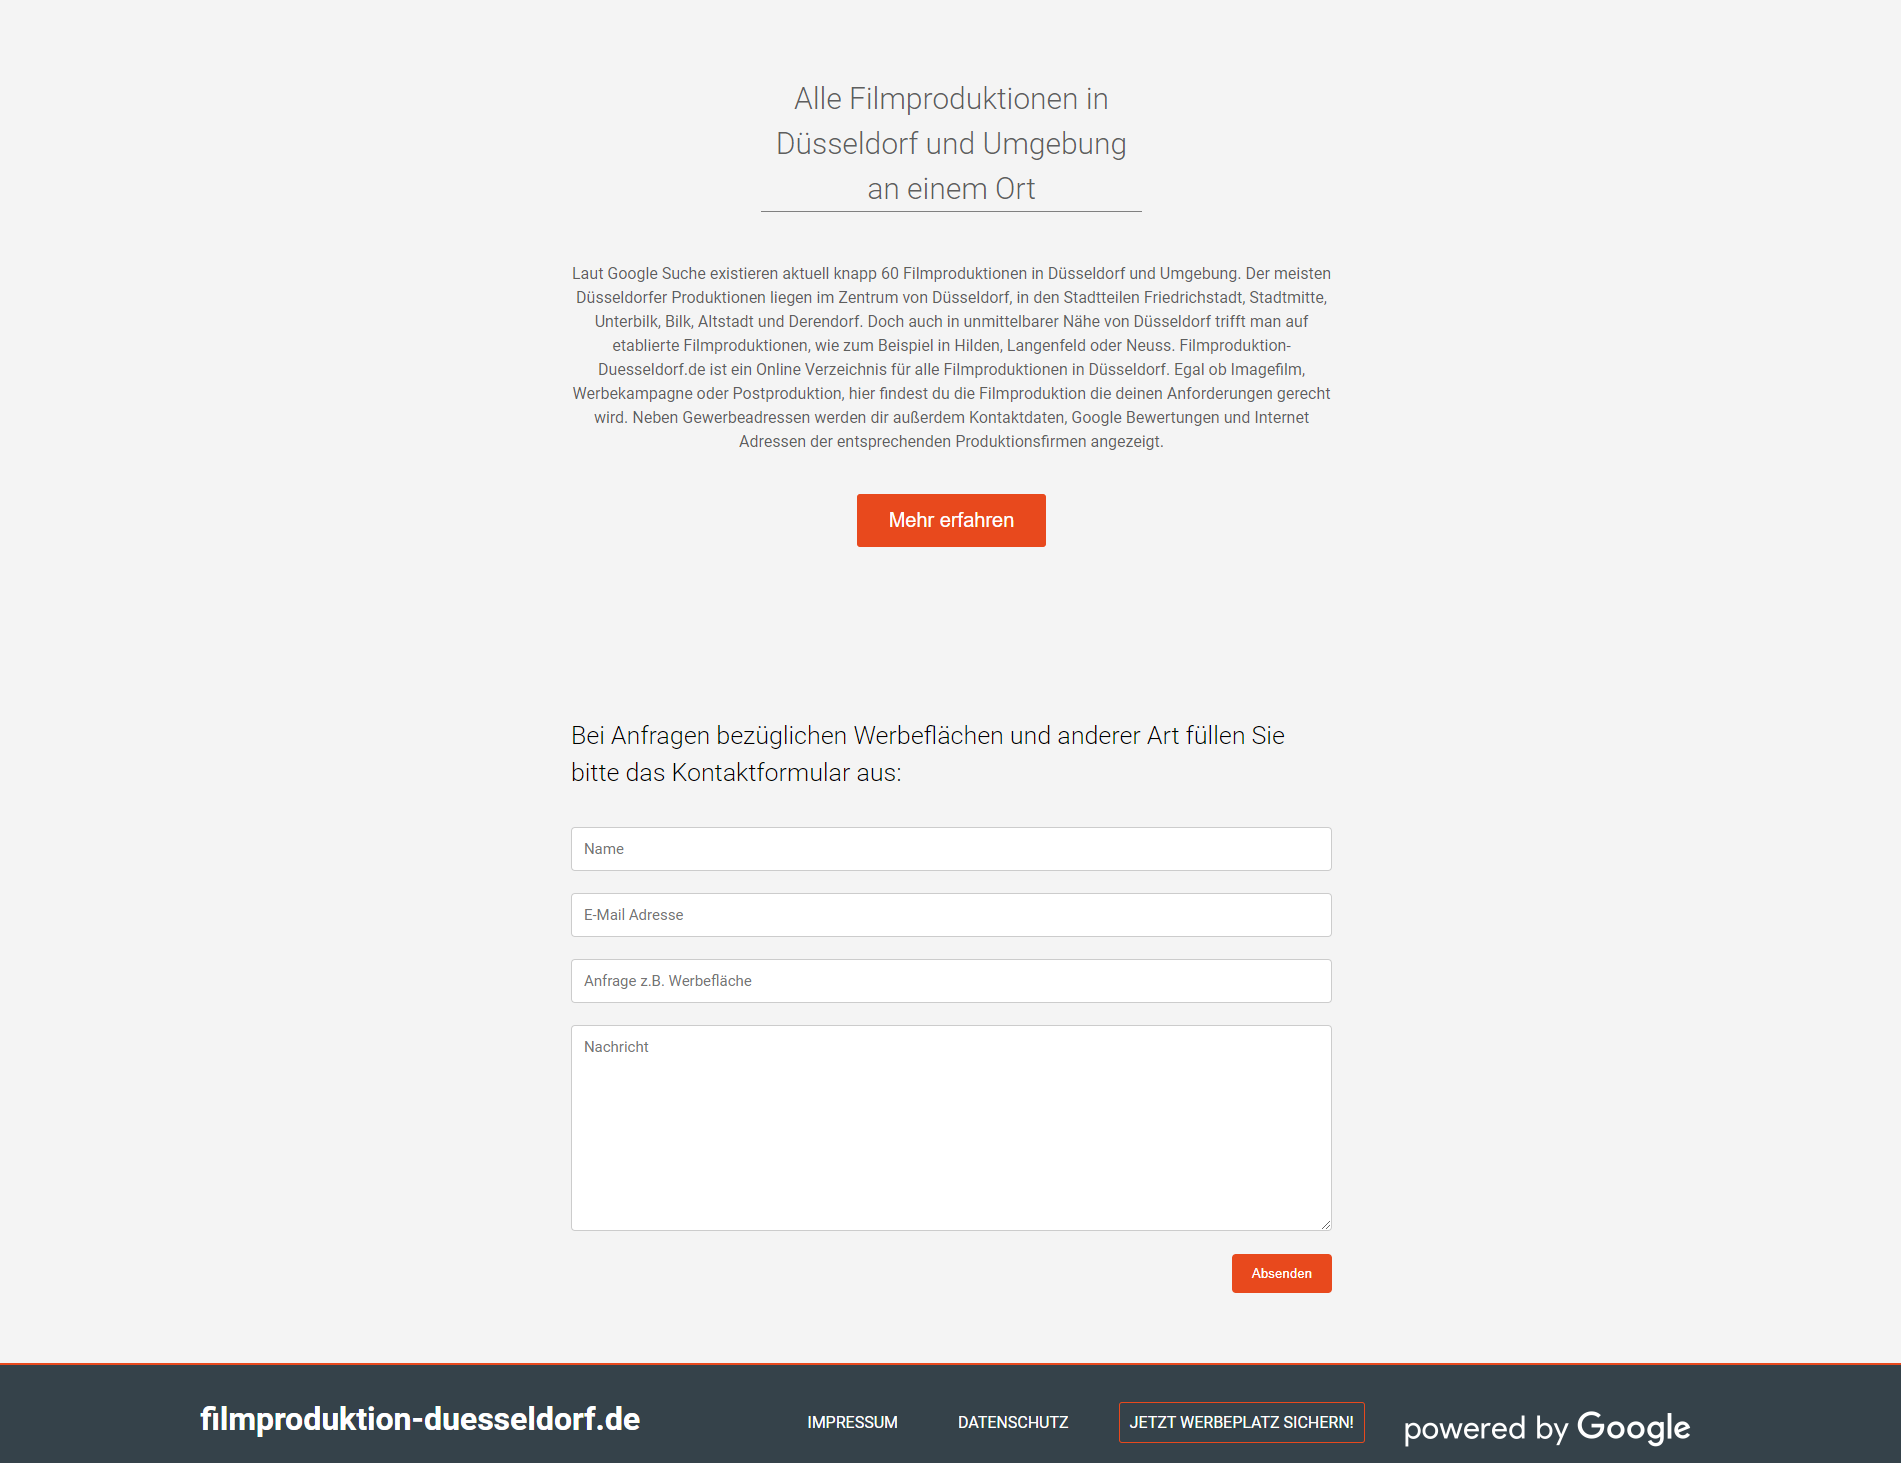 Alle Filmproduktionen in
Düsseldorf und Umgebung
an einem Ort
Laut Google Suche existieren aktuell knapp 60 Filmproduktionen in Düsseldorf und Umgebung. Der meisten
Düsseldorfer Produktionen liegen im Zentrum von Düsseldorf, in den Stadtteilen Friedrichstadt, Stadtmitte,
Unterbilk, Bilk, Altstadt und Derendorf. Doch auch in unmittelbarer Nähe von Düsseldorf trifft man auf
etablierte Filmproduktionen, wie zum Beispiel in Hilden, Langenfeld oder Neuss. Filmproduktion-
Duesseldorf.de ist ein Online Verzeichnis für alle Filmproduktionen in Düsseldorf. Egal ob Imagefilm,
Werbekampagne oder Postproduktion, hier findest du die Filmproduktion die deinen Anforderungen gerecht
wird. Neben Gewerbeadressen werden dir außerdem Kontaktdaten, Google Bewertungen und Internet
Adressen der entsprechenden Produktionsfirmen angezeigt.
Mehr erfahren
Bei Anfragen bezüglichen Werbeflächen und anderer Art füllen Sie
bitte das Kontaktformular aus:
Name
E-Mail Adresse
Anfrage z.B. Werbefläche
Nachricht
Absenden
filmproduktion-duesseldorf.de
IMPRESSUM
DATENSCHUTZ
JETZT WERBEPLATZ SICHERN!
powered by Google